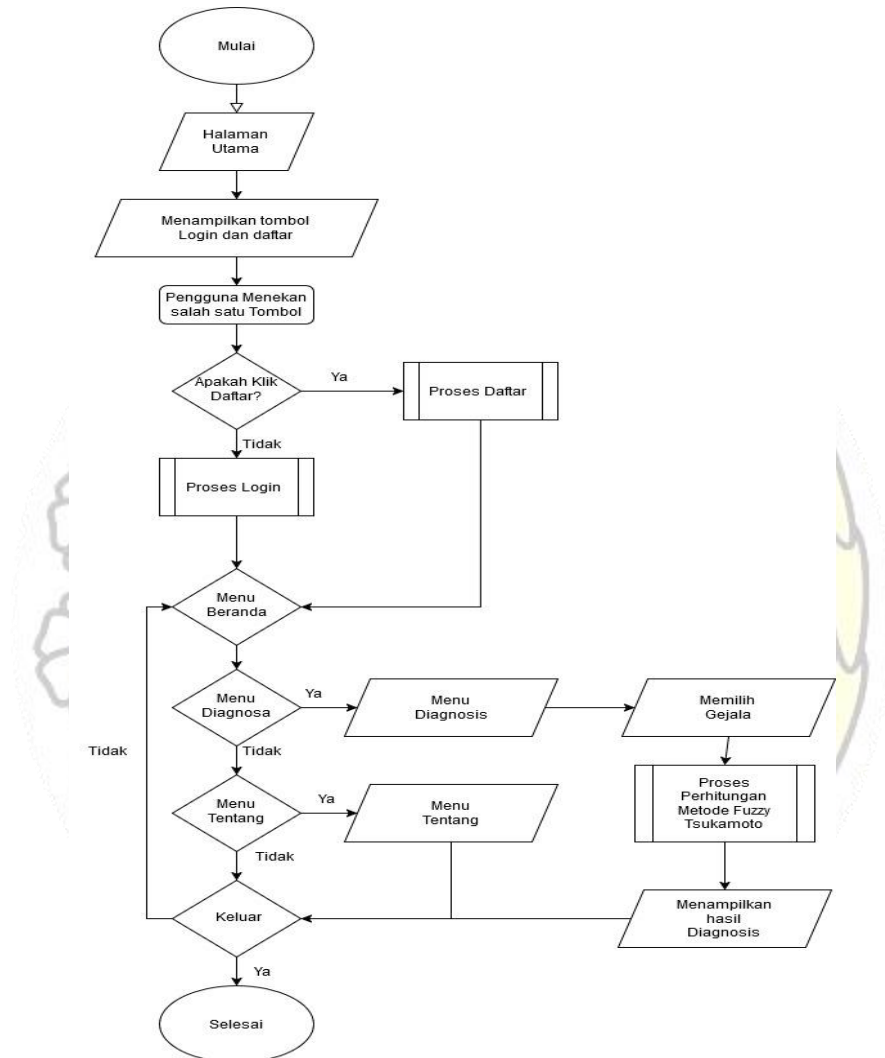 Mulai
Halaman
Utama
Menampilkan tombol
Login dan daftar
Pengguna Menekan
salah satu Tombol
Apakah Klik
Daftar?
Ya
Proses Daftar
Tidak
Proses Login
Menu
Beranda
Menu
Diagnosa
Ya
Menu
Diagnosis
Memilih
Gejala
Tidak
Tidak
Menu
Tentang
Ya
Menu
Tentang
Proses
Perhitungan
Metode Fuzzy
Tsukamoto
Tidak
Keluar
Menampilkan
hasil
Diagnosis
Ya
Selesai